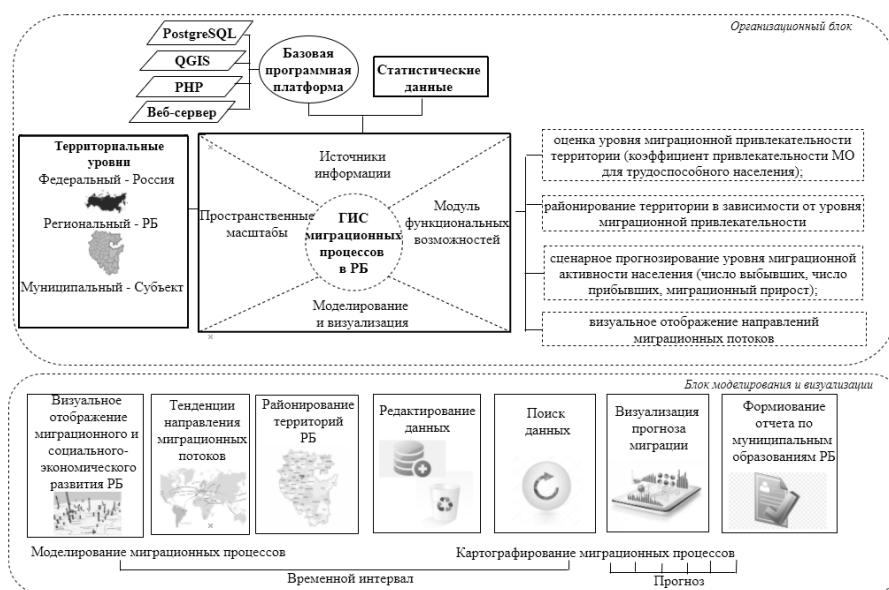 Организационный блок
PostgreSQL
QGIS
PHP
Веб-сервер
Базовая
программная
платформа
Статистические
данные
Территориальные
уровни
Федеральный - Россия
Региональный - РБ
Муниципальный - Субъект
Источники
информации
Пространственные
масштабы
ГИС
миграционных
процессов
в РБ
Модуль
функциональных
возможностей
Моделирование
и визуализация
оценка уровня миграционной привлекательности
территории (коэффициент привлекательности МО
для трудоспособного населения);
районирование территории в зависимости от уровня
миграционной привлекательности
сценарное прогнозирование уровня миграционной
активности населения (число выбывших, число
прибывших, миграционный прирост);
визуальное отображение направлений
миграционных потоков
Блок моделирования и визуализации
Визуальное
отображение
миграционного и
социального-
экономического
развития РБ
Тенденции
направления
миграционных
потоков
Районирование
территорий
РБ
Редактирование
данных
Поиск
данных
Визуализация
прогноза
миграции
Формиование
отчета по
муниципальным
образованиям РБ
Моделирование миграционных процессов
Картографирование миграционных процессов
Временной интервал
Прогноз